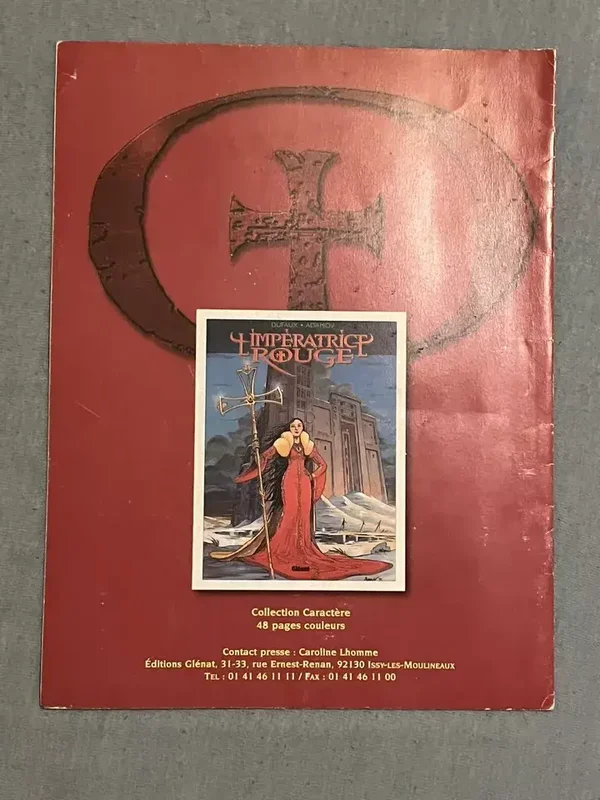 DUFAUX • ADAMOV
L'IMPÉRATRICE
ROUGE
Glénat
Collection Caractère
48 pages couleurs
Contact presse : Caroline Lhomme
Éditions Glénat, 31-33, rue Ernest-Renan, 92130 ISSY-LES-MOULINEAUX
TEL : 01 41 46 11 11 / FAX : 01 41 46 11 00